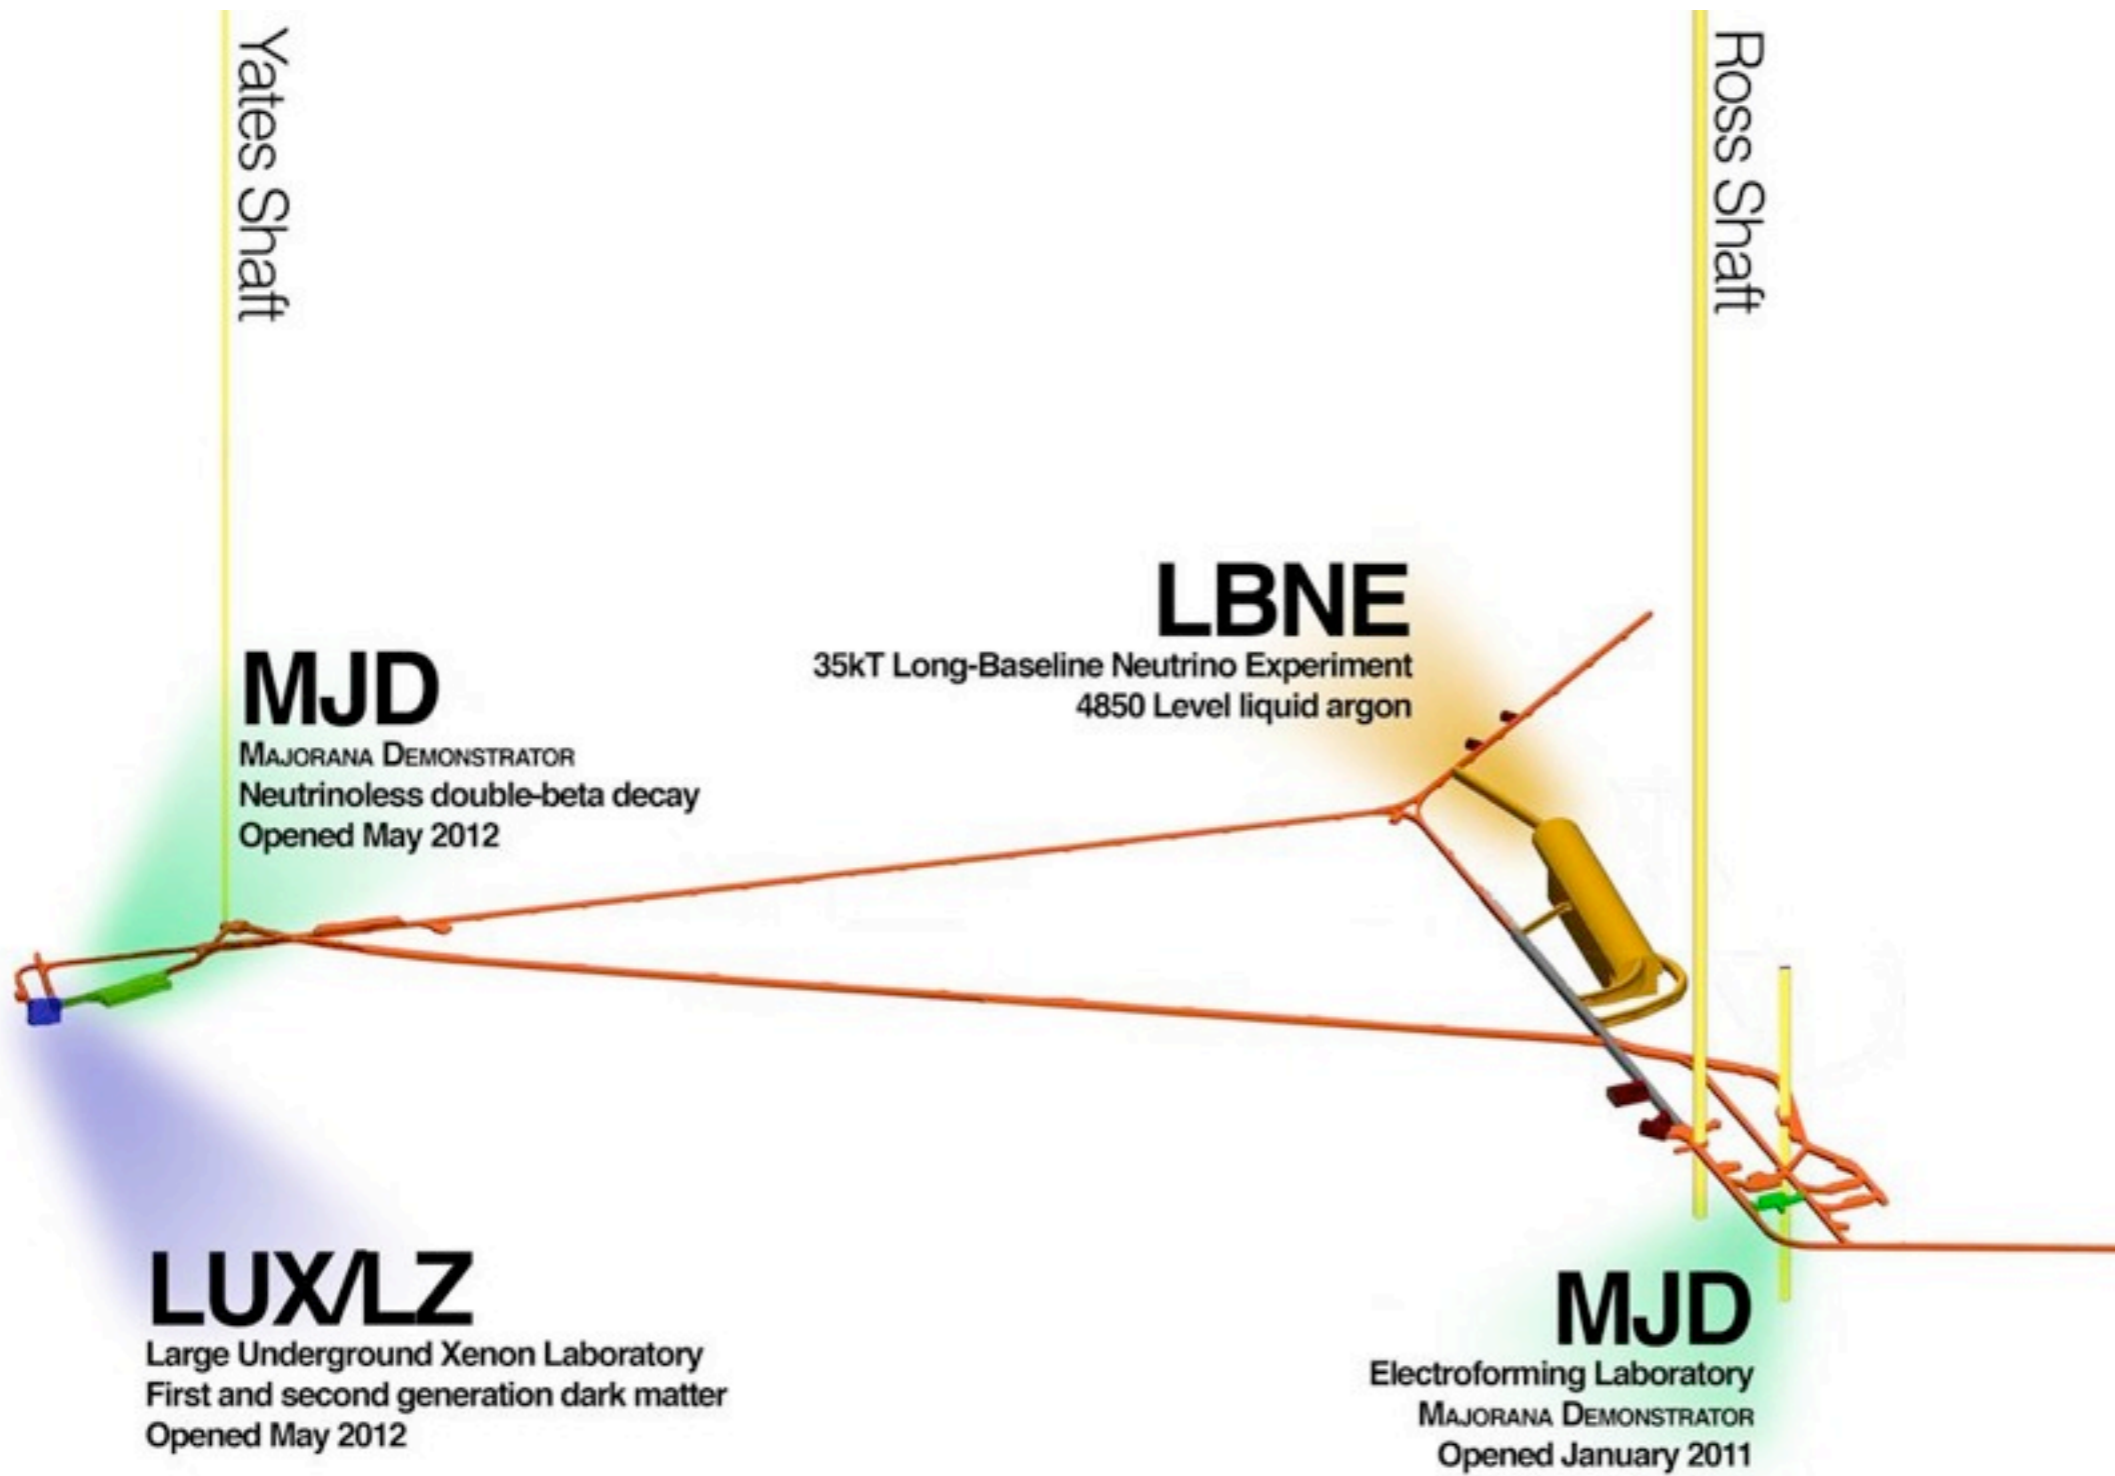 Yates Shaft
Ross Shaft
LBNE
35kT Long-Baseline Neutrino Experiment
4850 Level liquid argon
MJD
MAJORANA DEMONSTRATOR
Neutrinoless double-beta decay
Opened May 2012
LUX/LZ
Large Underground Xenon Laboratory
First and second generation dark matter
Opened May 2012
MJD
Electroforming Laboratory
MAJORANA DEMONSTRATOR
Opened January 2011